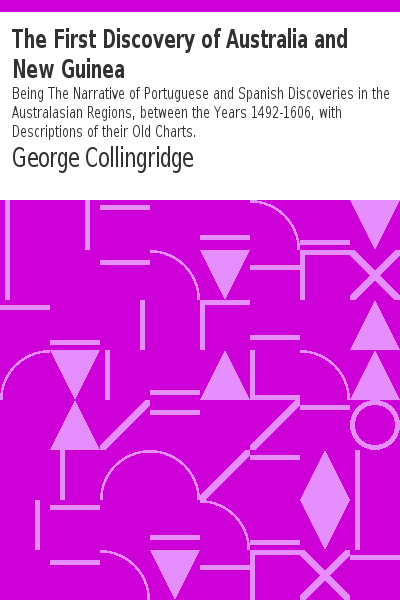 The First Discovery of Australia and
New Guinea
Being The Narrative of Portuguese and Spanish Discoveries in the
Australasian Regions, between the Years 1492-1606, with
Descriptions of their Old Charts.
George Collingridge